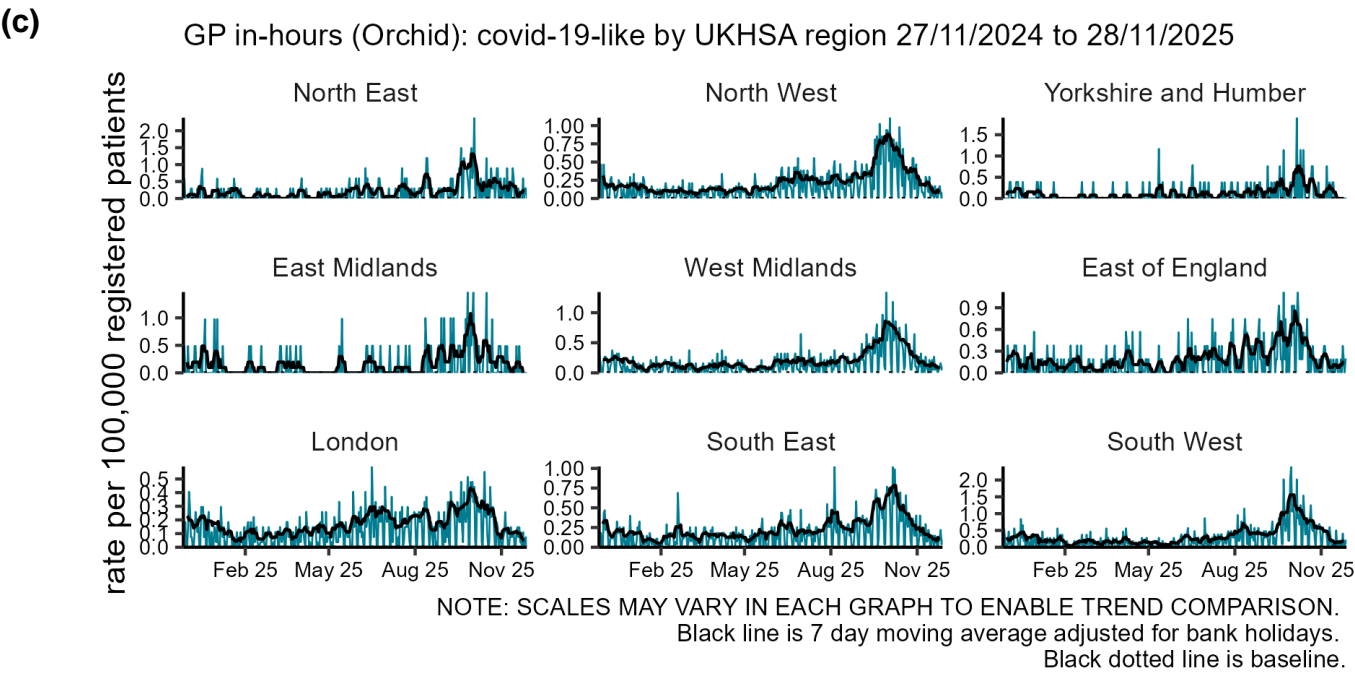 (c)
GP in-hours (Orchid): covid-19-like by UKHSA region 27/11/2024 to 28/11/2025
rate per 100,000 registered patients
North East
2.0
1.5
1.0
0.5
0.0
North West
1.00
0.75
0.50
0.25
0.00
Yorkshire and Humber
1.5
1.0
0.5
0.0
East Midlands
1.0
0.5
0.0
West Midlands
1.0
0.5
0.0
East of England
0.9
0.6
0.3
0.0
London
0.5
0.4
0.3
0.2
0.1
0.0
Feb 25 May 25 Aug 25 Nov 25
South East
1.00
0.75
0.50
0.25
0.00
Feb 25 May 25 Aug 25 Nov 25
South West
2.0
1.5
1.0
0.5
0.0
Feb 25 May 25 Aug 25 Nov 25
NOTE: SCALES MAY VARY IN EACH GRAPH TO ENABLE TREND COMPARISON.
Black line is 7 day moving average adjusted for bank holidays.
Black dotted line is baseline.